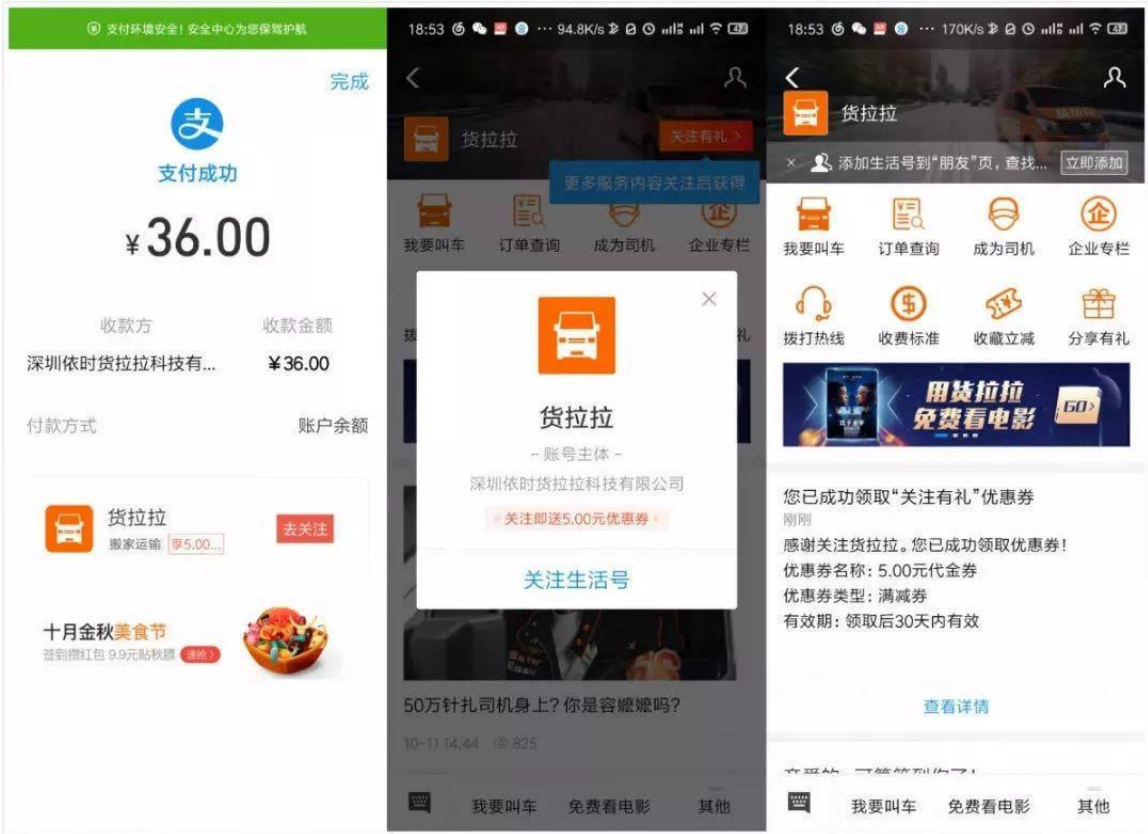 支付环境安全！安全中心为您保驾护航
完成
支
支付成功
¥36.00
收款方
收款金额
深圳依时货拉拉科技有...
¥36.00
付款方式
账户余额
货拉拉
搬家运输
享5.00...
去关注
十月金秋美食节
签到攒红包 9.9元贴秋膘
速抢>
18:53
... 94.8K/s
47
货拉拉
关注有礼 >
更多服务内容关注后获得
我要叫车
订单查询
成为司机
企业专栏
企
拨
礼
货拉拉
- 账号主体 -
深圳依时货拉拉科技有限公司
关注即送5.00元优惠券
关注生活号
50万针扎司机身上？你是容嬷嬷吗？
10-11 14:44
825
我要叫车
免费看电影
其他
18:53
... 170K/s
47
货拉拉
× 添加生活号到“朋友”页，查找...
立即添加
企
我要叫车
订单查询
成为司机
企业专栏
拨打热线
收费标准
收藏立减
分享有礼
用货拉拉
免费看电影
GO>
您已成功领取“关注有礼”优惠券
刚刚
感谢关注货拉拉。您已成功领取优惠券！
优惠券名称：5.00元代金券
优惠券类型：满减券
有效期：领取后30天内有效
查看详情
我要叫车
免费看电影
其他